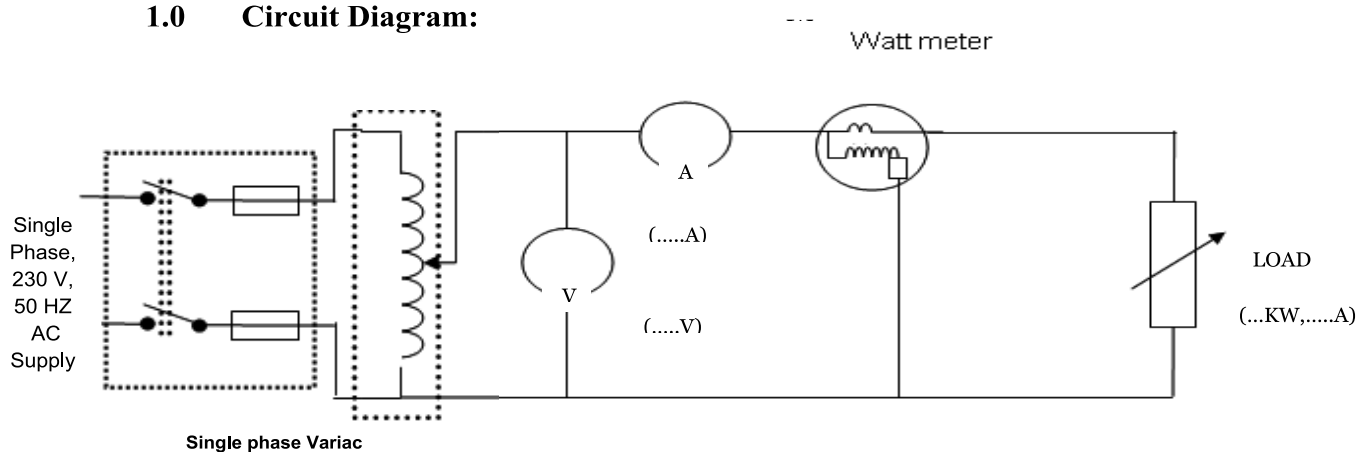 1.0 Circuit Diagram:
Watt meter
A
(.....A)
V
(.....V)
Single
Phase,
230 V,
50 HZ
AC
Supply
LOAD
(...KW,.....A)
Single phase Variac